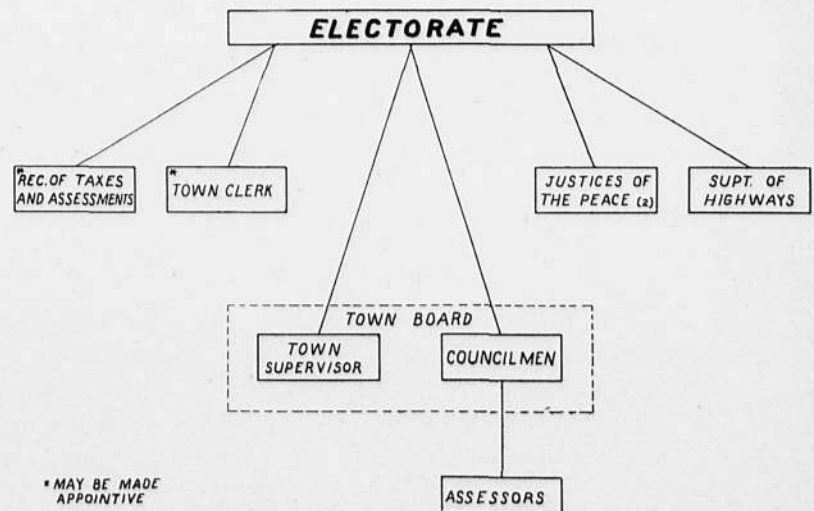 ELECTORATE
*REC. OF TAXES
AND ASSESSMENTS
*TOWN CLERK
JUSTICES OF
THE PEACE (2)
SUPT. OF
HIGHWAYS
TOWN BOARD
TOWN
SUPERVISOR
COUNCILMEN
* MAY BE MADE
APPOINTIVE
ASSESSORS